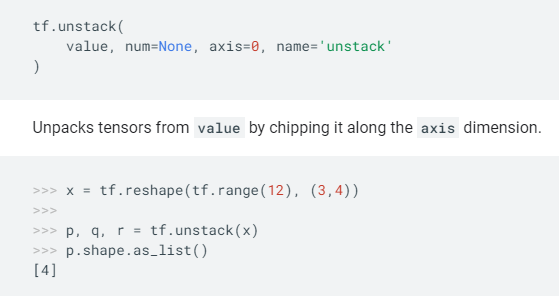 tf.unstack(
    value, num=None, axis=0, name='unstack'
)
Unpacks tensors from value by chipping it along the axis dimension.
>>> x = tf.reshape(tf.range(12), (3,4))
>>>
>>> p, q, r = tf.unstack(x)
>>> p.shape.as_list()
[4]